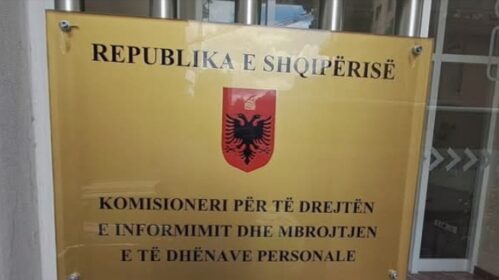 REPUBLIKA E SHQIPËRISË
KOMISIONERI PËR TË DREJTËN
E INFORMIMIT DHE MBROJTJEN
E TË DHËNAVE PERSONALE